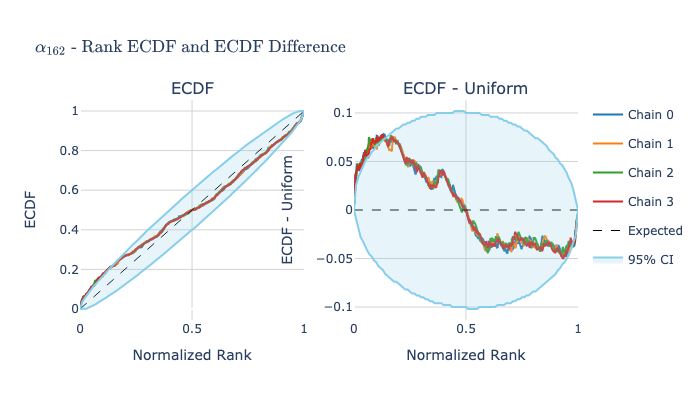 α₁₆₂ - Rank ECDF and ECDF Difference
ECDF
ECDF - Uniform
ECDF
1
0.8
0.6
0.4
0.2
0
0
0.5
1
Normalized Rank
ECDF - Uniform
0.1
0.05
0
−0.05
−0.1
0
0.5
1
Normalized Rank
Chain 0
Chain 1
Chain 2
Chain 3
Expected
95% CI